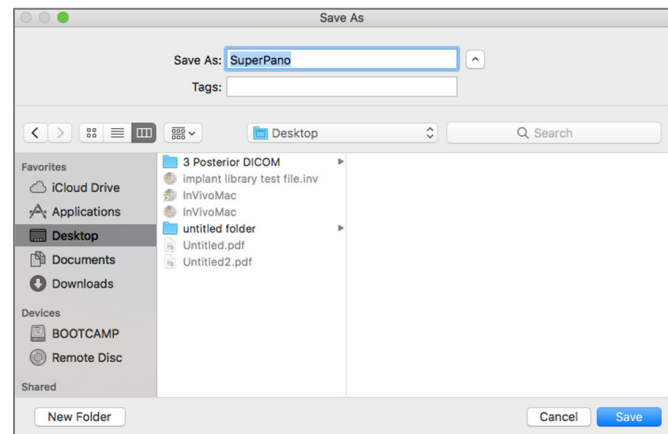 Save As
Save As: SuperPano
Tags:
Desktop
Search
Favorites
iCloud Drive
Applications
Desktop
Documents
Downloads
Devices
BOOTCAMP
Remote Disc
Shared
3 Posterior DICOM
implant library test file.inv
InVivoMac
InVivoMac
untitled folder
Untitled.pdf
Untitled2.pdf
New Folder
Cancel
Save